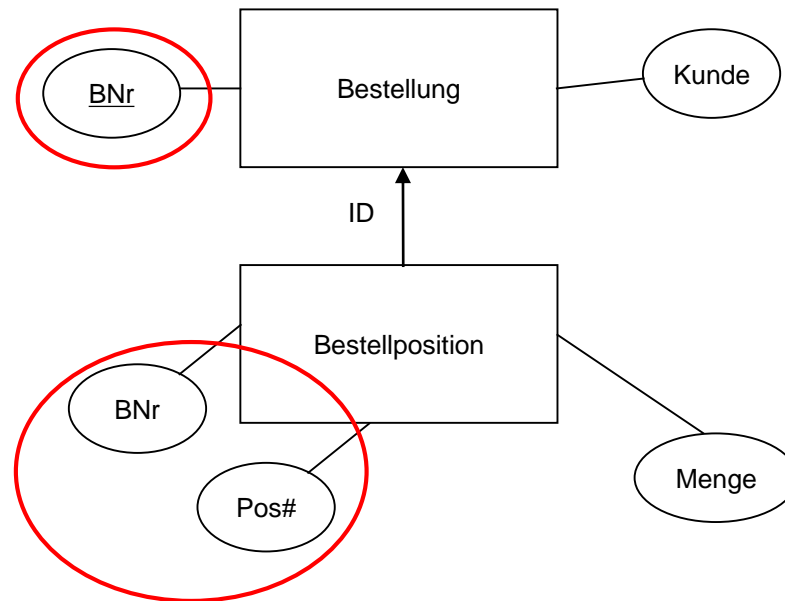 BNr
Bestellung
Kunde
ID
Bestellposition
BNr
Pos#
Menge